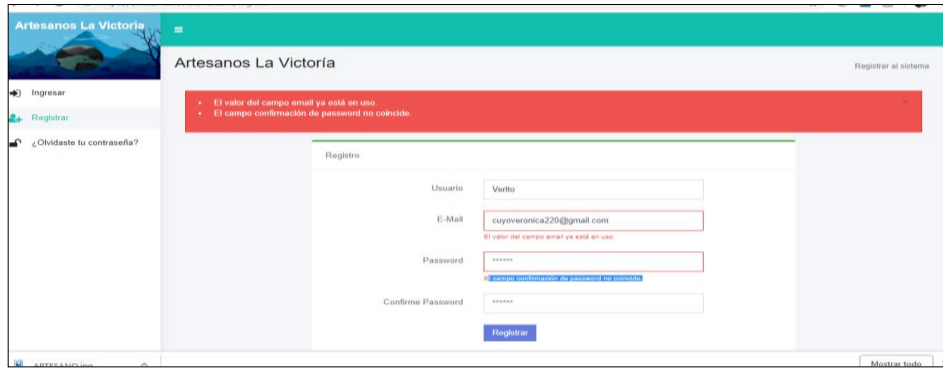 Artesanos La Victoria
Artesanos La Victoría
Registrar al sistema
Ingresar
Registrar
¿Olvidaste tu contraseña?
El valor del campo email ya está en uso.
El campo confirmación de password no coincide.
×
Registro
Usuario
Verito
E-Mail
cuyoveronica220@gmail.com
El valor del campo email ya está en uso.
Password
******
El campo confirmación de password no coincide.
Confirme Password
******
Registrar
ARTESANO.jpg
Mostrar todo